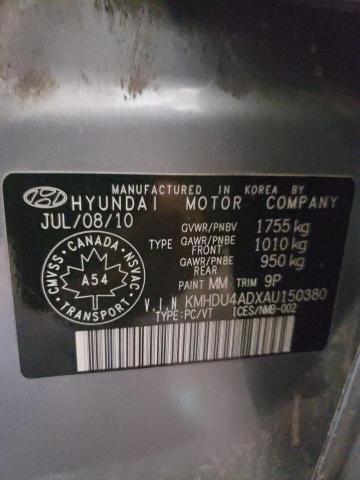 MANUFACTURED IN KOREA BY
HYUNDAI MOTOR COMPANY
JUL/08/10
GVWR/PNBV 1755 kg
TYPE GAWR/PNBE FRONT 1010 kg
GAWR/PNBE REAR 950 kg
PAINT MM TRIM 9P
CMVSS · CANADA · NSVAC
A54
TRANSPORT
V.I.N KMHDU4ADXAU150380
TYPE:PC/VT 1CES/NMB-002